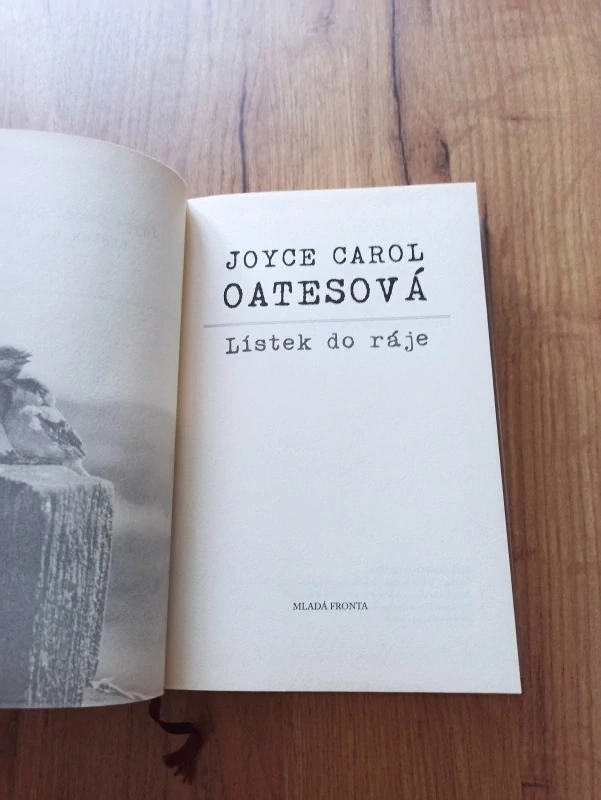 JOYCE CAROL
OATESOVÁ
Lístek do ráje
MLADÁ FRONTA